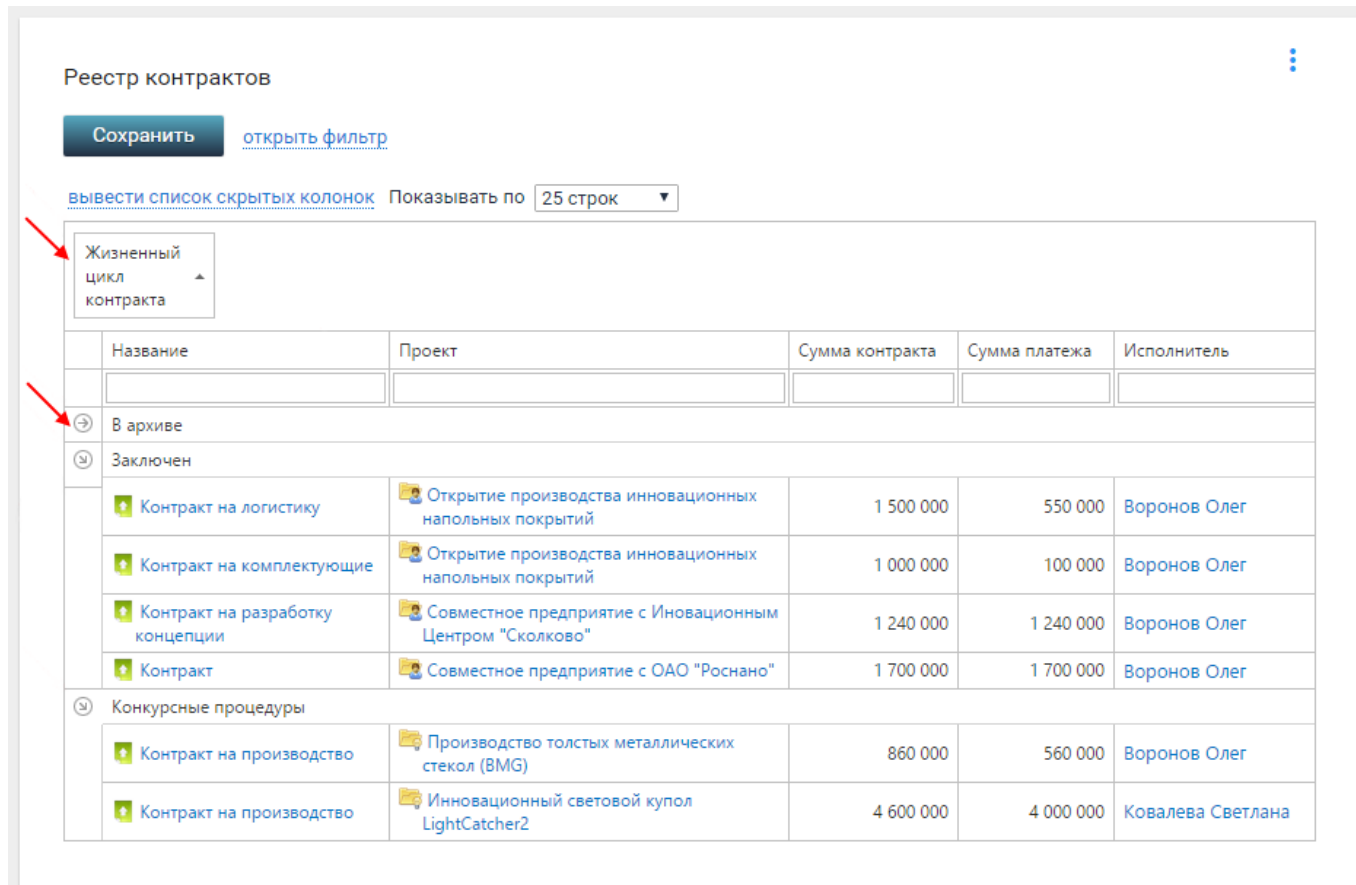 Реестр контрактов
Сохранить открыть фильтр
вывести список скрытых колонок Показывать по 25 строк
Жизненный
цикл
контракта
Название Проект Сумма контракта Сумма платежа Исполнитель
В архиве
Заключен
Контракт на логистику Открытие производства инновационных напольных покрытий 1 500 000 550 000 Воронов Олег
Контракт на комплектующие Открытие производства инновационных напольных покрытий 1 000 000 100 000 Воронов Олег
Контракт на разработку концепции Совместное предприятие с Иновационным Центром "Сколково" 1 240 000 1 240 000 Воронов Олег
Контракт Совместное предприятие с ОАО "Роснано" 1 700 000 1 700 000 Воронов Олег
Конкурсные процедуры
Контракт на производство Производство толстых металлических стекол (BMG) 860 000 560 000 Воронов Олег
Контракт на производство Инновационный световой купол LightCatcher2 4 600 000 4 000 000 Ковалева Светлана